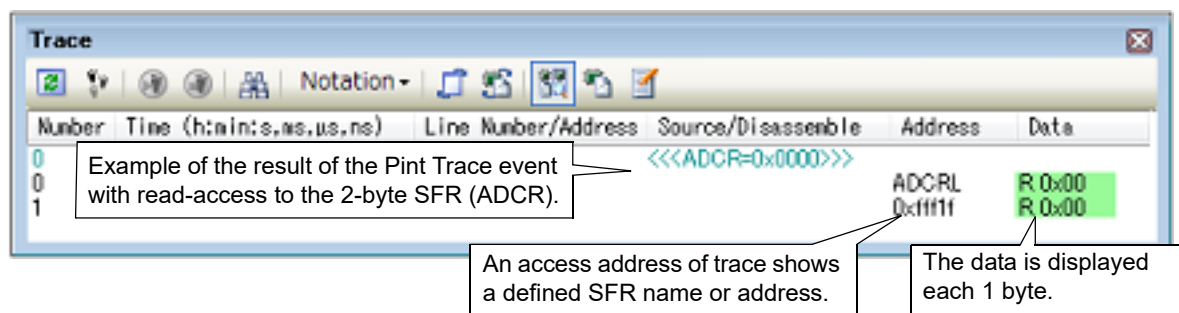 Trace
Notation
Number Time (h:min:s,ms,µs,ns) Line Number/Address Source/Disassemble Address Data
0 <<<ADCR=0x0000>>>
Example of the result of the Pint Trace event
with read-access to the 2-byte SFR (ADCR).
0 ADCRL R 0x00
1 0xfff1f R 0x00
An access address of trace shows
a defined SFR name or address.
The data is displayed
each 1 byte.